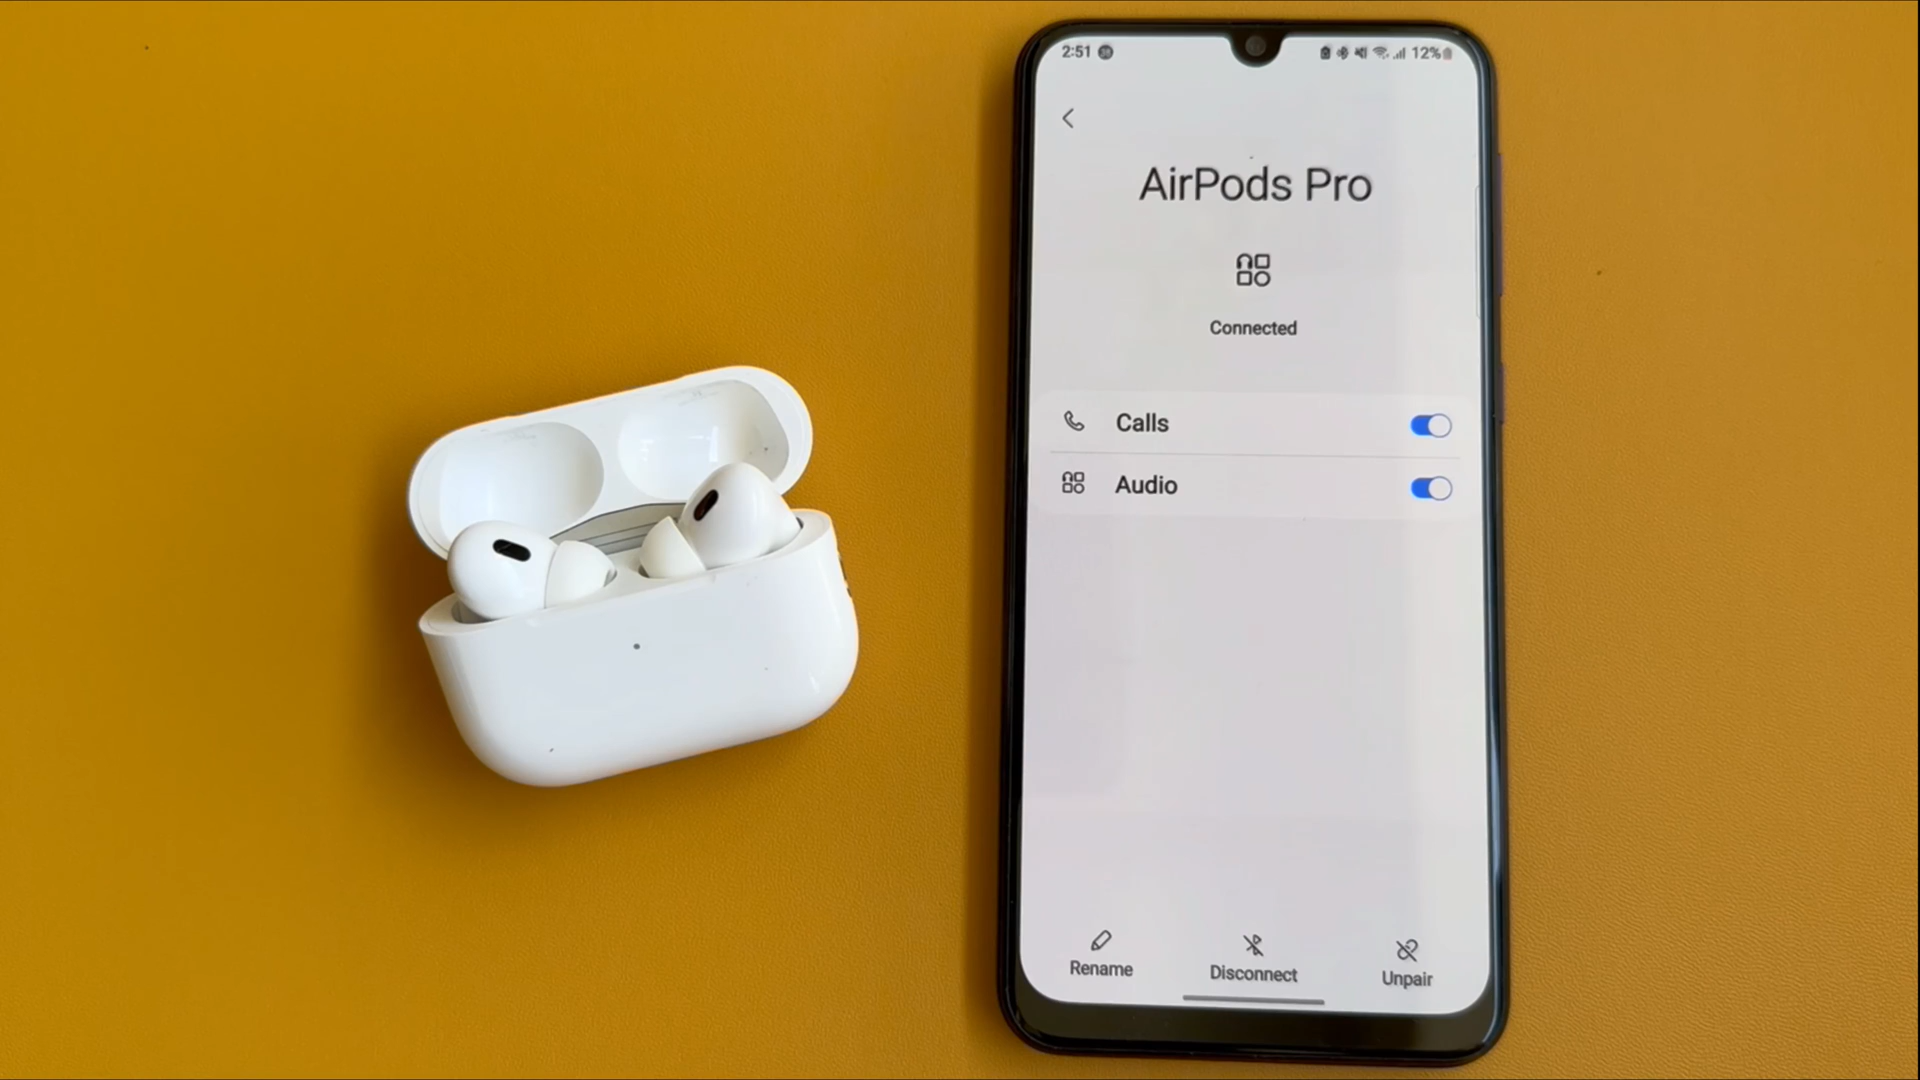 2:51 12%
AirPods Pro
Connected
Calls
Audio
Rename
Disconnect
Unpair